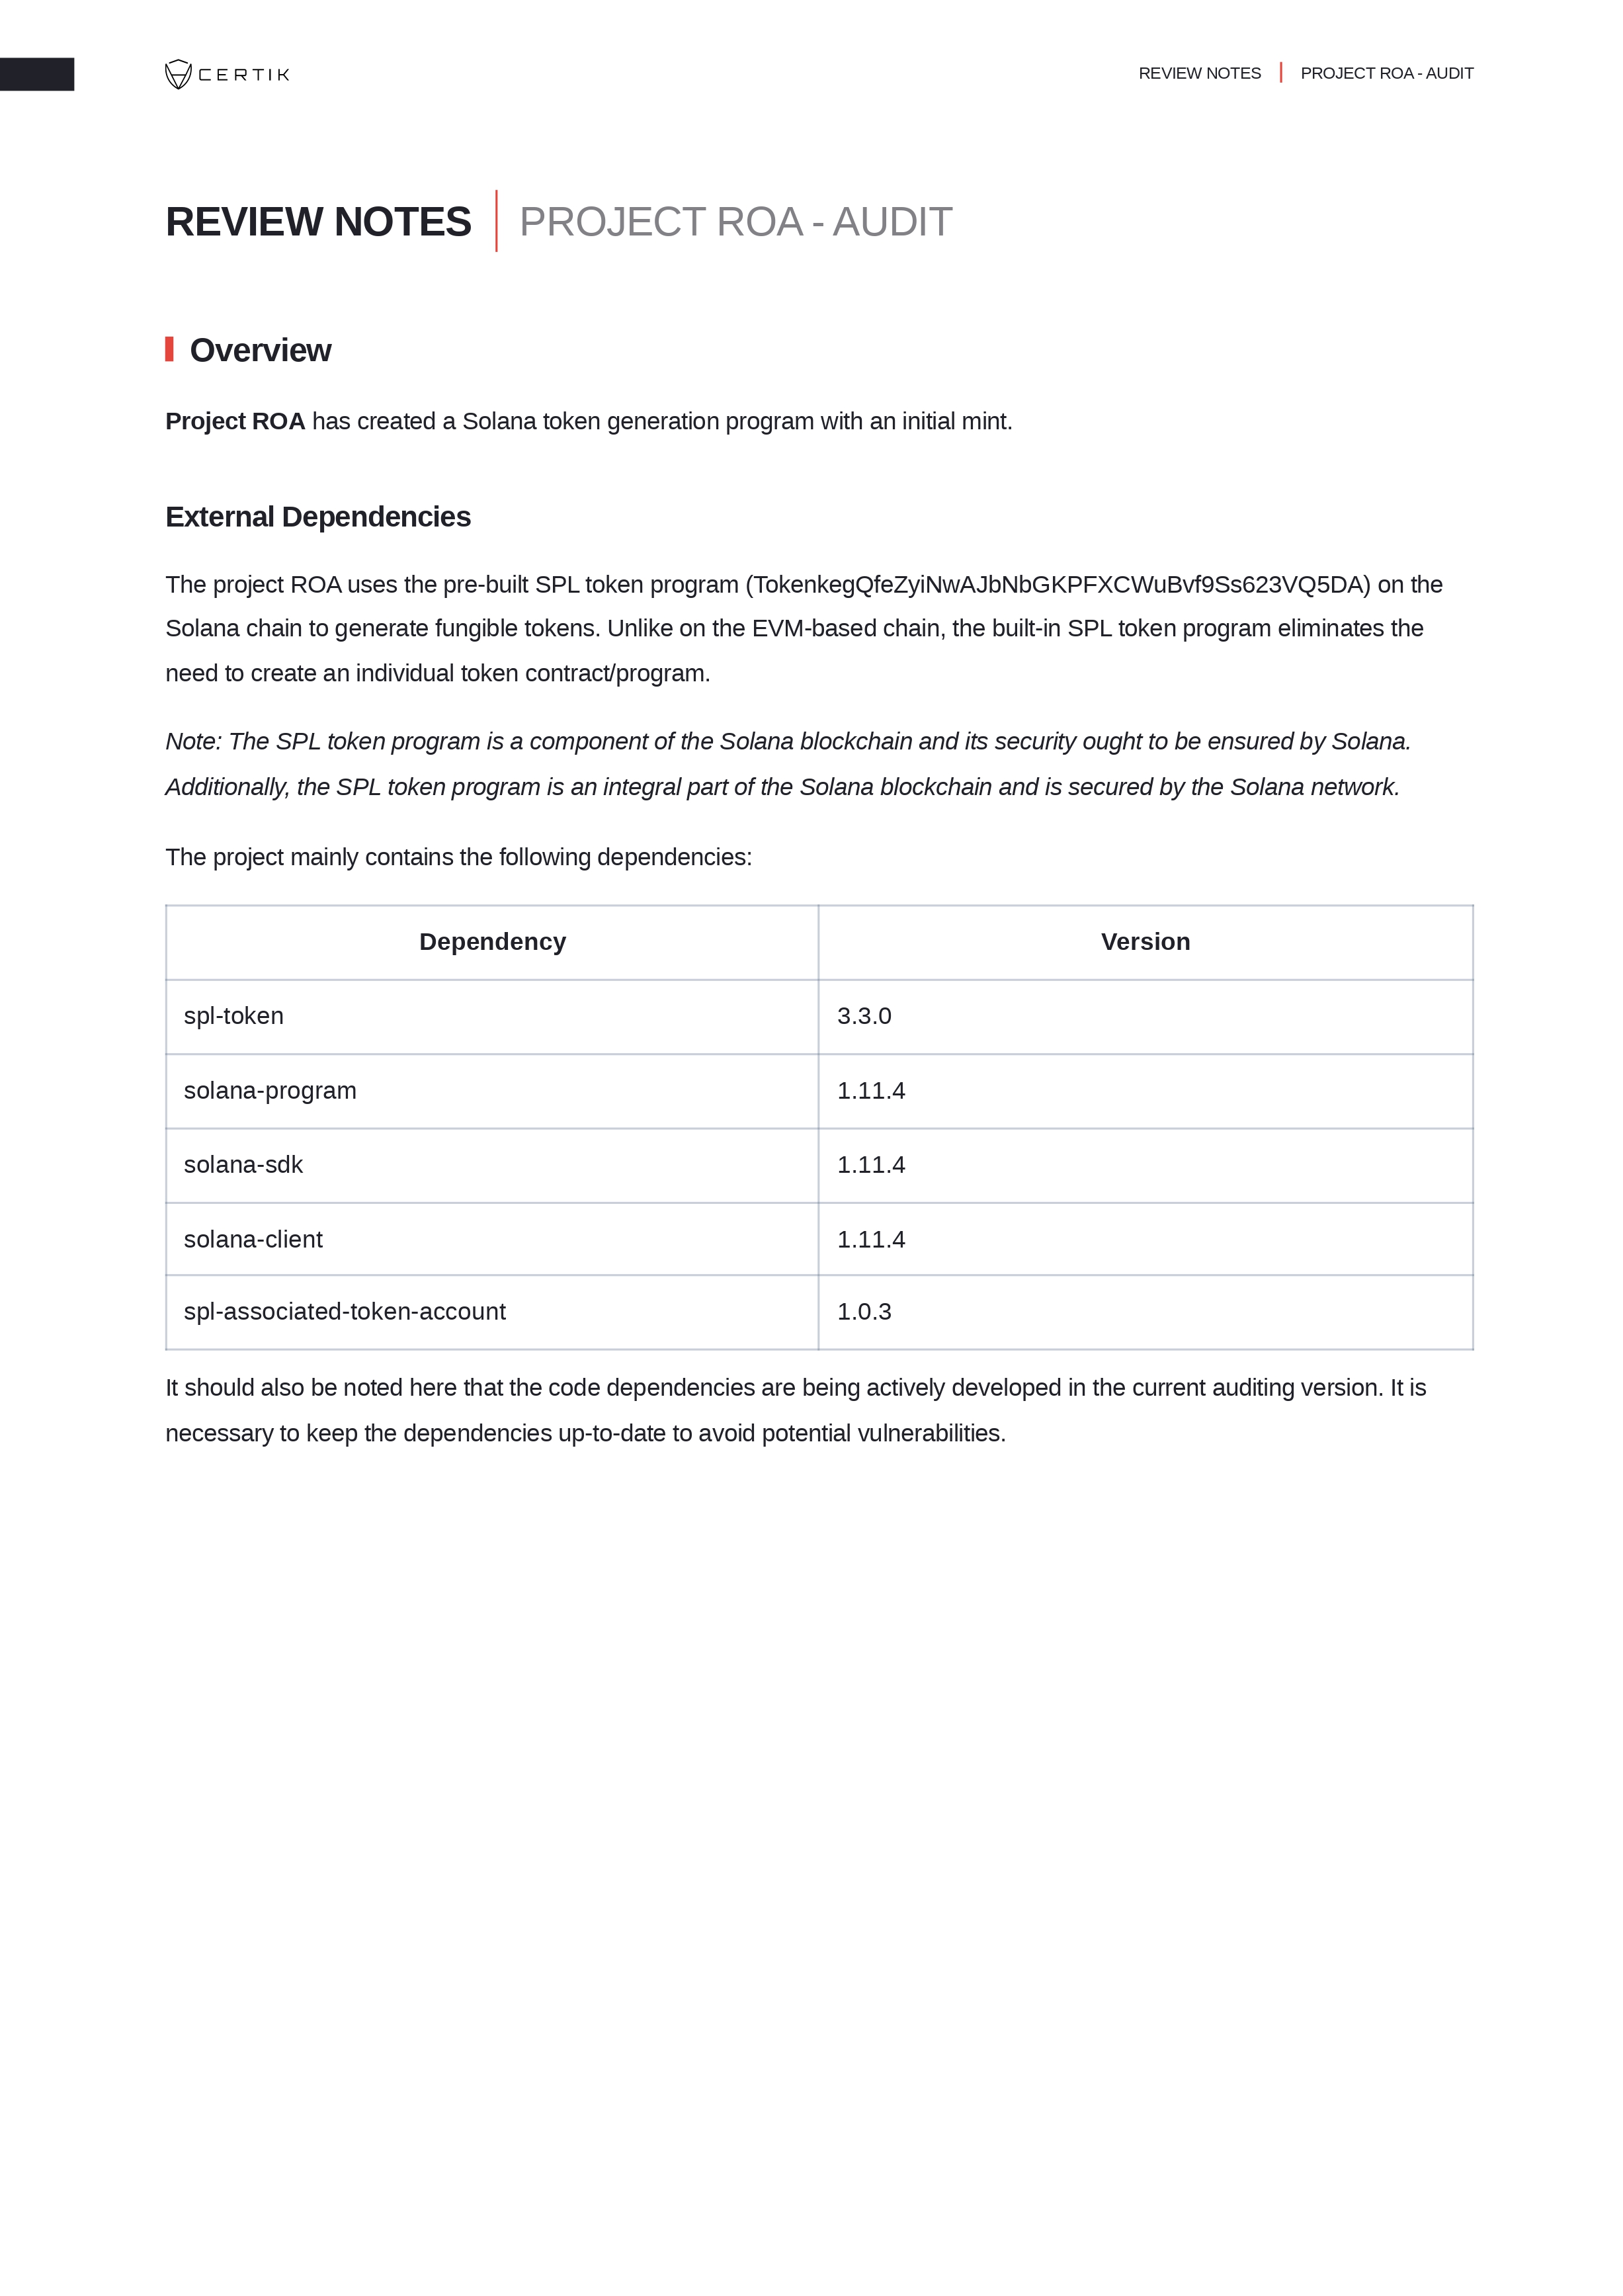 CERTIK
REVIEW NOTES | PROJECT ROA - AUDIT
REVIEW NOTES | PROJECT ROA - AUDIT
Overview
Project ROA has created a Solana token generation program with an initial mint.
External Dependencies
The project ROA uses the pre-built SPL token program (TokenkegQfeZyiNwAJbNbGKPFXCWuBvf9Ss623VQ5DA) on the
Solana chain to generate fungible tokens. Unlike on the EVM-based chain, the built-in SPL token program eliminates the
need to create an individual token contract/program.
Note: The SPL token program is a component of the Solana blockchain and its security ought to be ensured by Solana.
Additionally, the SPL token program is an integral part of the Solana blockchain and is secured by the Solana network.
The project mainly contains the following dependencies:
Dependency Version
spl-token 3.3.0
solana-program 1.11.4
solana-sdk 1.11.4
solana-client 1.11.4
spl-associated-token-account 1.0.3
It should also be noted here that the code dependencies are being actively developed in the current auditing version. It is
necessary to keep the dependencies up-to-date to avoid potential vulnerabilities.